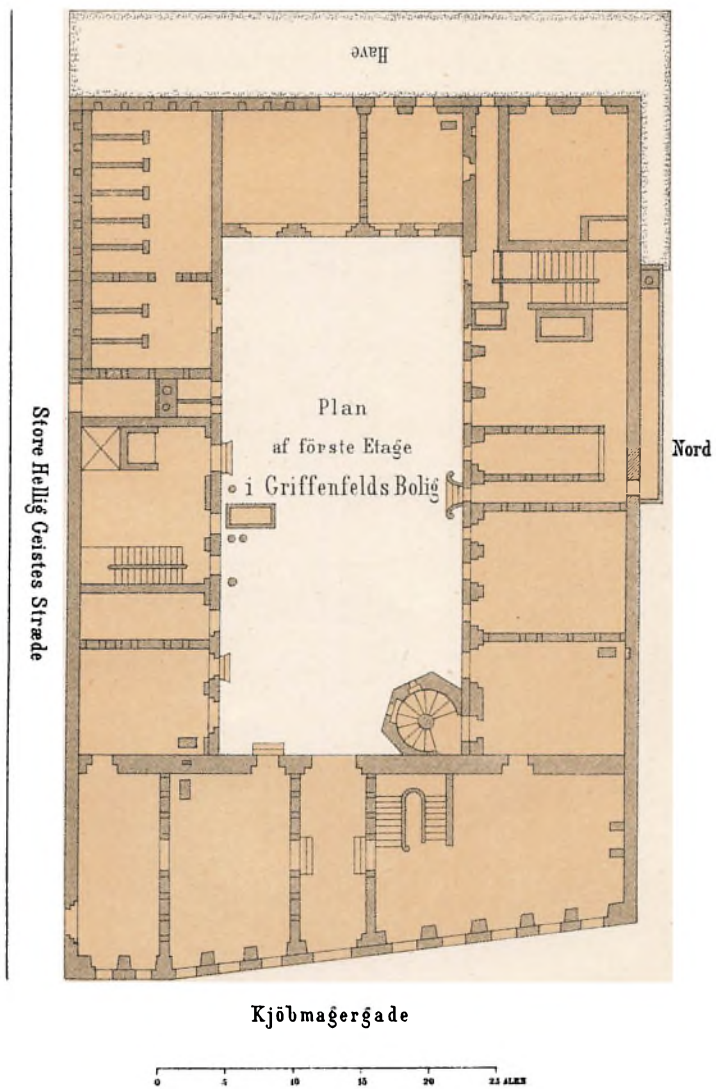 Have
Plan
af förste Etage
i Griffenfelds Bolig
Store Hellig Geistes Stræde
Nord
Kjöbmagergade
0 5 10 15 20 25 ALEN